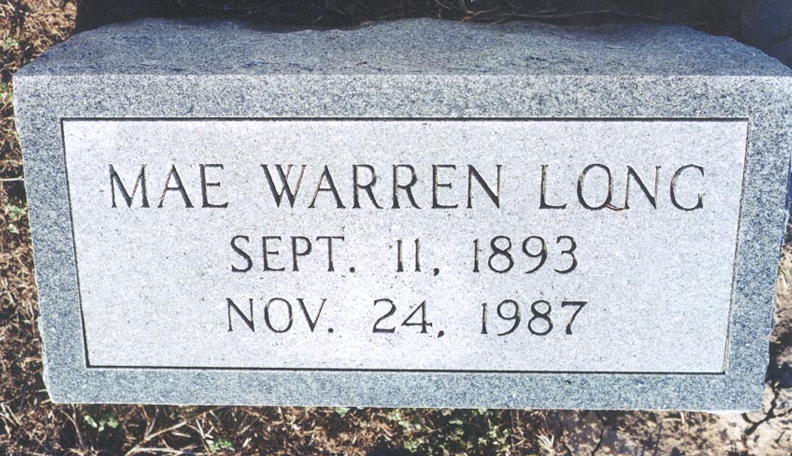 MAE WARREN LONG
SEPT. 11, 1893
NOV. 24, 1987